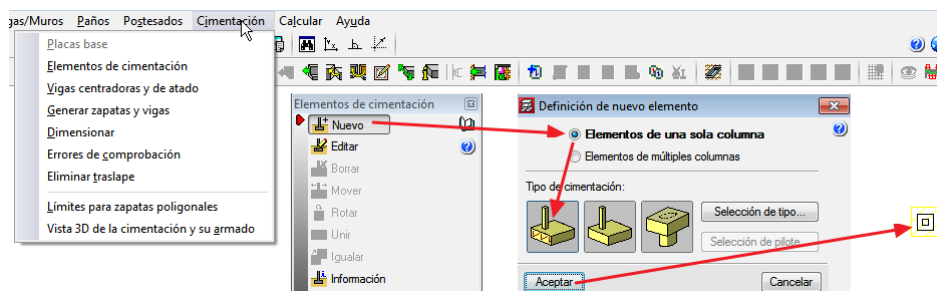 gas/Muros Paños Postesados Cimentación Calcular Ayuda
Placas base
Elementos de cimentación
Vigas centradoras y de atado
Generar zapatas y vigas
Dimensionar
Errores de comprobación
Eliminar traslape
Límites para zapatas poligonales
Vista 3D de la cimentación y su armado
Elementos de cimentación
Nuevo
Editar
Borrar
Mover
Rotar
Unir
Igualar
Información
Definición de nuevo elemento
Elementos de una sola columna
Elementos de múltiples columnas
Tipo de cimentación:
Selección de tipo...
Selección de pilote...
Aceptar
Cancelar